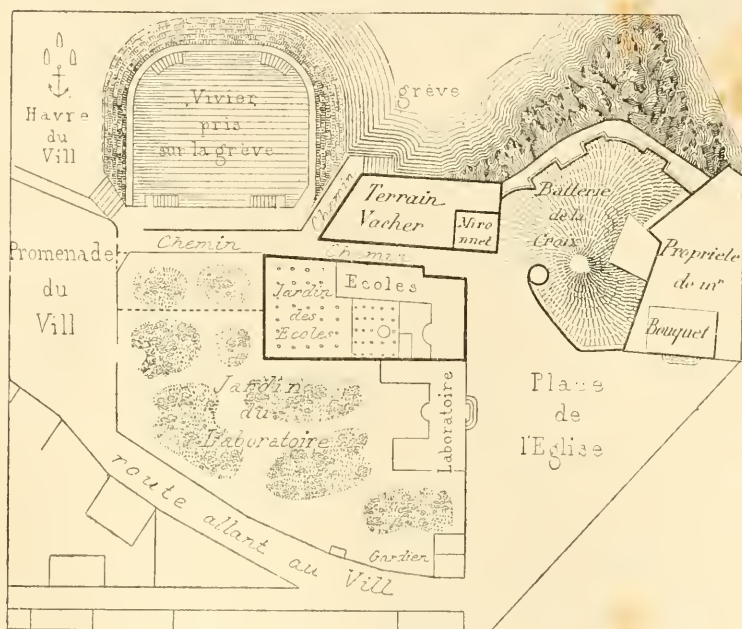 Havre
du
Vill
Vivier
pris
sur la grève
grève
Chemin
Terrain
Vacher
Miro
nnet
Batterie
de la
Croix
Propriete
de mr
Bouquet
Chemin
Chemin
Promenade
du
Vill
Jardin
des
Ecoles
Ecoles
Jardin
du
Laboratoire
Laboratoire
Place
de
l'Eglise
route allant au Vill
Gardien